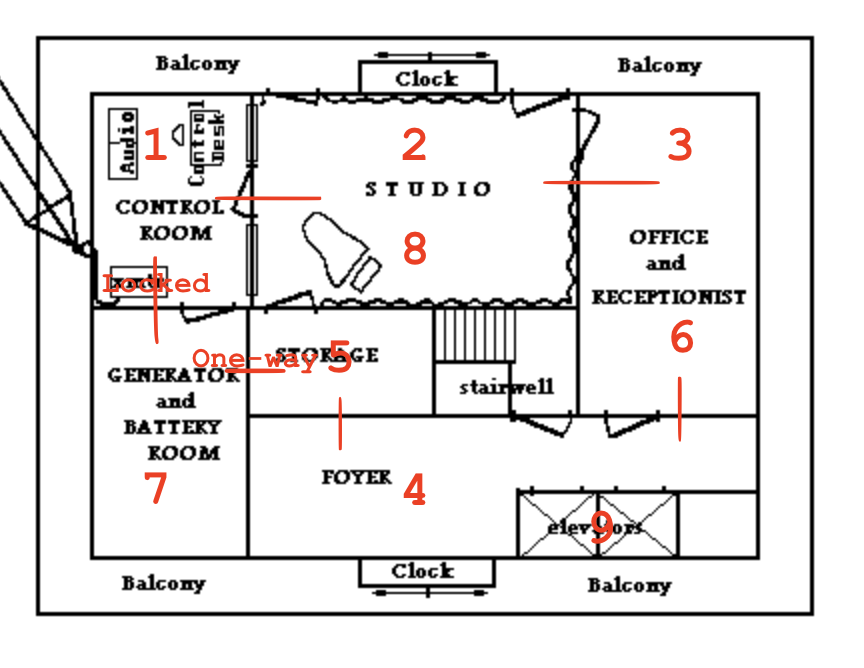 Balcony
Clock
Balcony
Audio
Control
Desk
1
2
3
STUDIO
CONTROL
ROOM
8
OFFICE
and
RECEPTIONIST
Locked
One-way
STORAGE
5
6
GENERATOR
and
BATTERY
ROOM
stairwell
7
FOYER
4
elevators
9
Balcony
Clock
Balcony